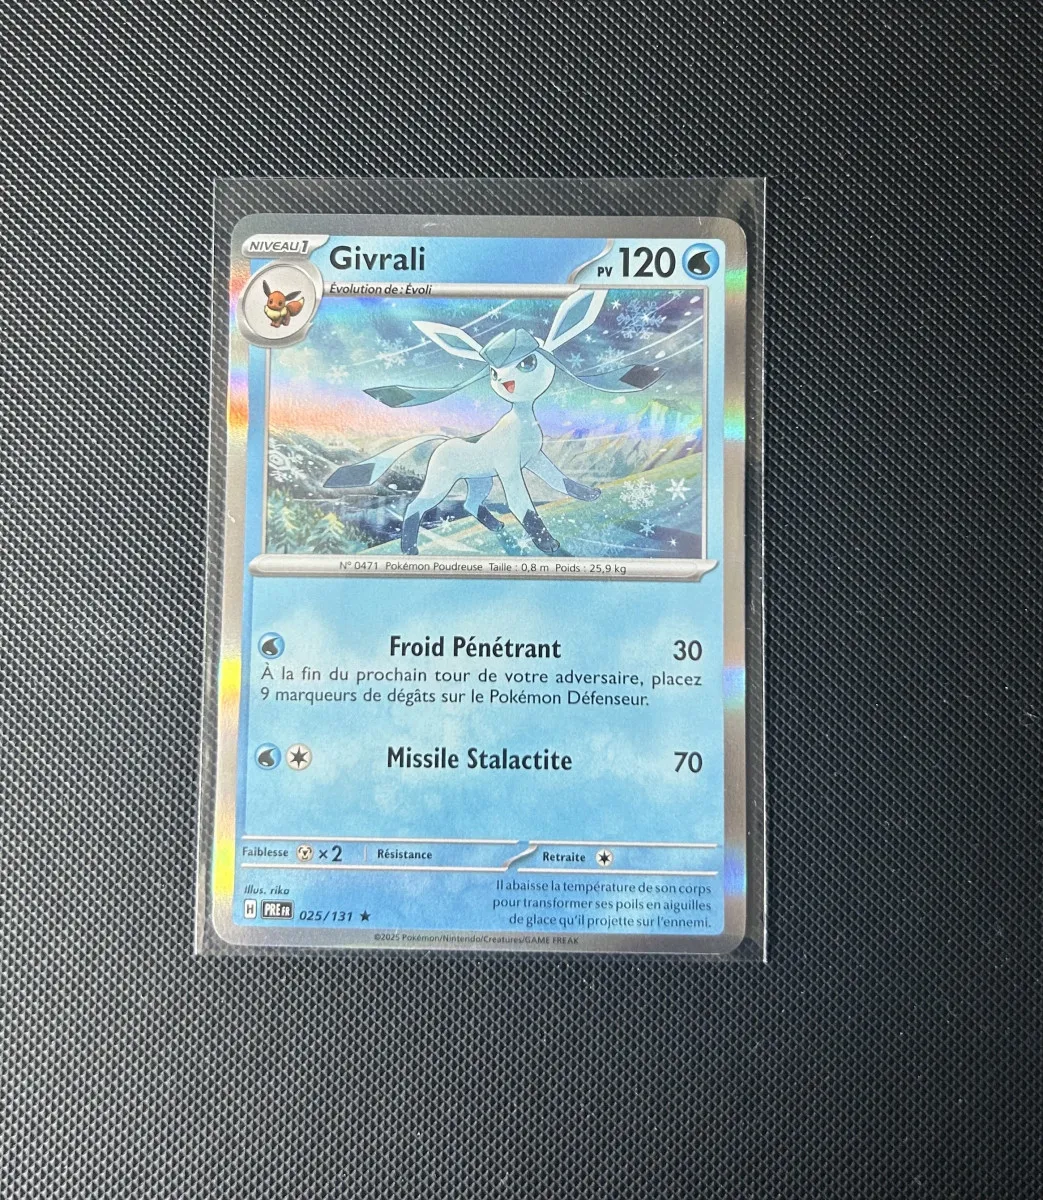 NIVEAU 1
Givrali
PV 120
Évolution de : Évoli
N° 0471 Pokémon Poudreuse Taille : 0,8 m Poids : 25,9 kg
Froid Pénétrant 30
À la fin du prochain tour de votre adversaire, placez
9 marqueurs de dégâts sur le Pokémon Défenseur.
Missile Stalactite 70
Faiblesse ×2 Résistance Retraite
Illus. rika
H PRE FR 025/131 ★
Il abaisse la température de son corps
pour transformer ses poils en aiguilles
de glace qu'il projette sur l'ennemi.
©2025 Pokémon/Nintendo/Creatures/GAME FREAK